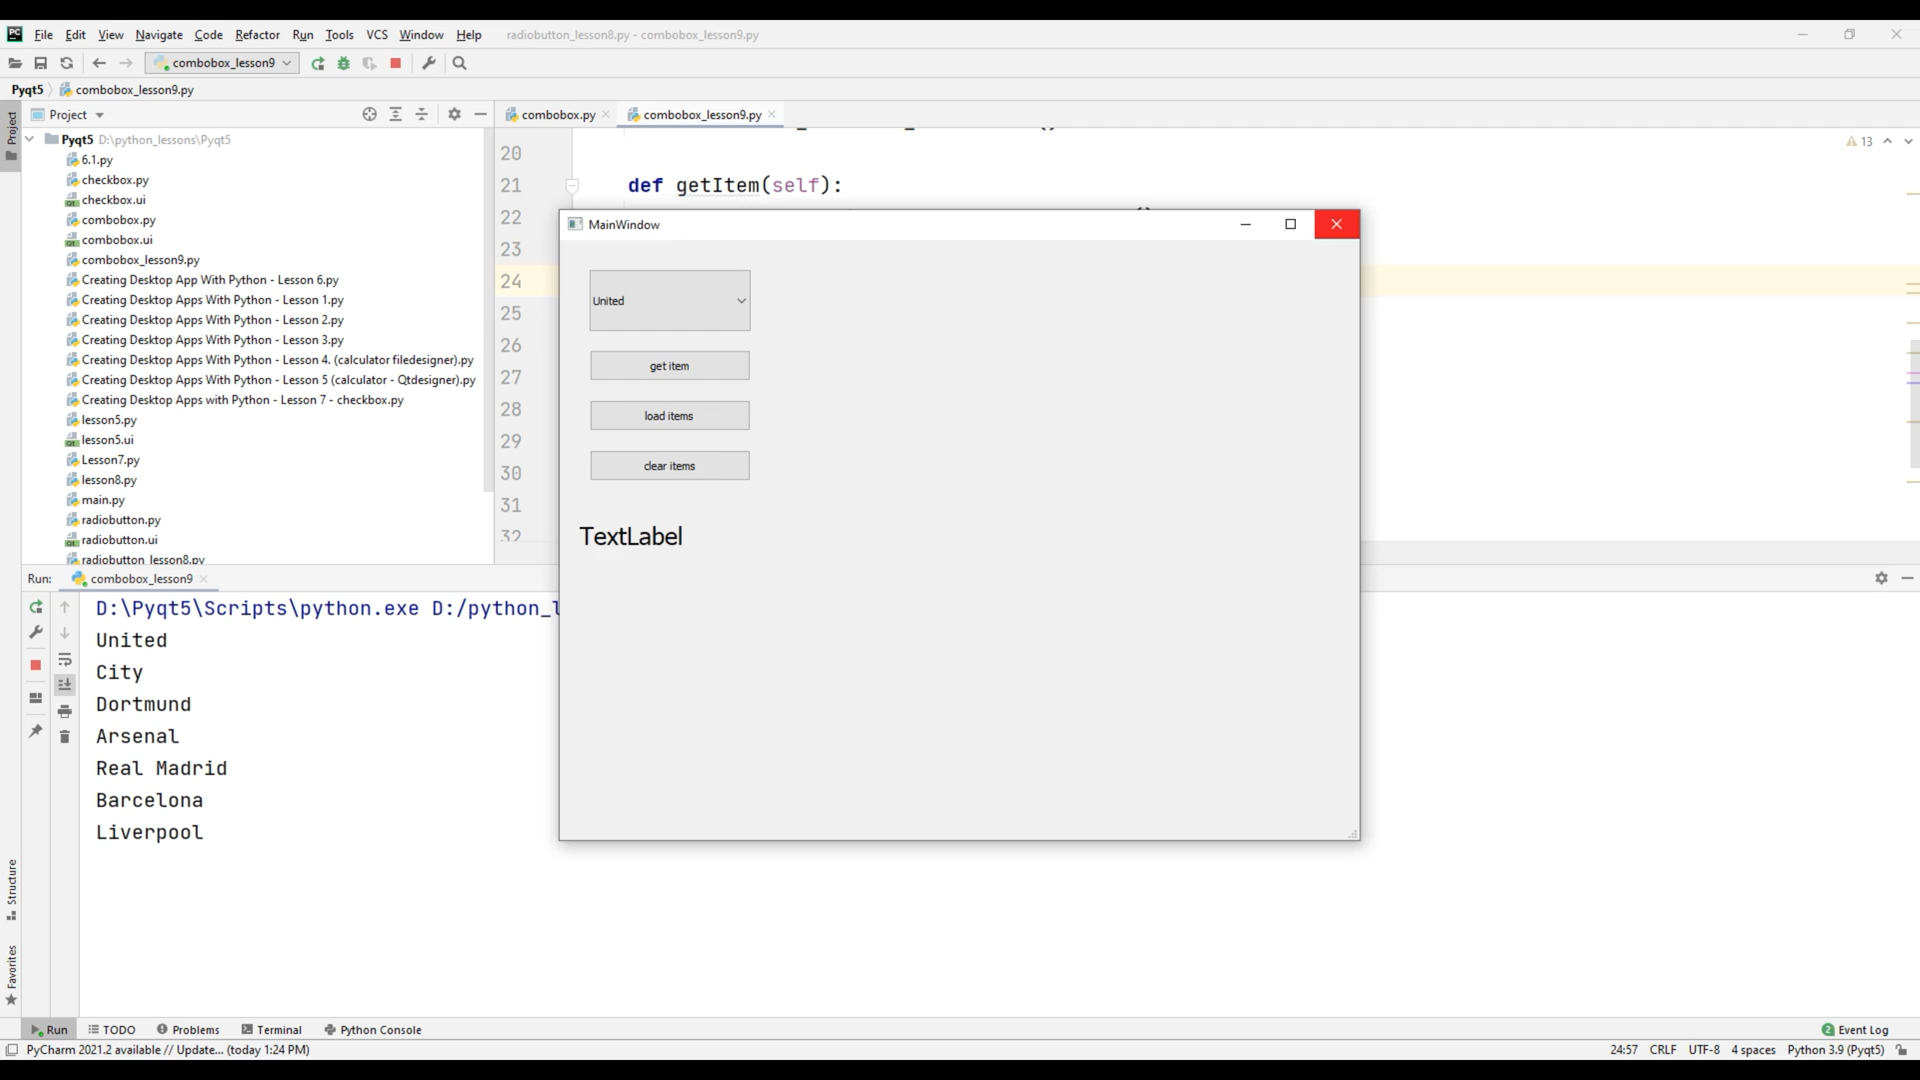 PC File Edit View Navigate Code Refactor Run Tools VCS Window Help radiobutton_lesson8.py - combobox_lesson9.py
combobox_lesson9
Pyqt5 combobox_lesson9.py
Project combobox.py combobox_lesson9.py
Project
Pyqt5 D:\python_lessons\Pyqt5
6.1.py
checkbox.py
checkbox.ui
combobox.py
combobox.ui
combobox_lesson9.py
Creating Desktop App With Python - Lesson 6.py
Creating Desktop Apps With Python - Lesson 1.py
Creating Desktop Apps With Python - Lesson 2.py
Creating Desktop Apps With Python - Lesson 3.py
Creating Desktop Apps With Python - Lesson 4. (calculator filedesigner).py
Creating Desktop Apps With Python - Lesson 5 (calculator - Qtdesigner).py
Creating Desktop Apps with Python - Lesson 7 - checkbox.py
lesson5.py
lesson5.ui
Lesson7.py
lesson8.py
main.py
radiobutton.py
radiobutton.ui
radiobutton_lesson8.py
13
20
21 def getItem(self):
22
23
24
25
26
27
28
29
30
31
32
MainWindow
United
get item
load items
clear items
TextLabel
Run: combobox_lesson9
D:\Pyqt5\Scripts\python.exe D:/python_l
United
City
Dortmund
Arsenal
Real Madrid
Barcelona
Liverpool
Structure
Favorites
Run TODO Problems Terminal Python Console 2 Event Log
PyCharm 2021.2 available // Update... (today 1:24 PM) 24:57 CRLF UTF-8 4 spaces Python 3.9 (Pyqt5)